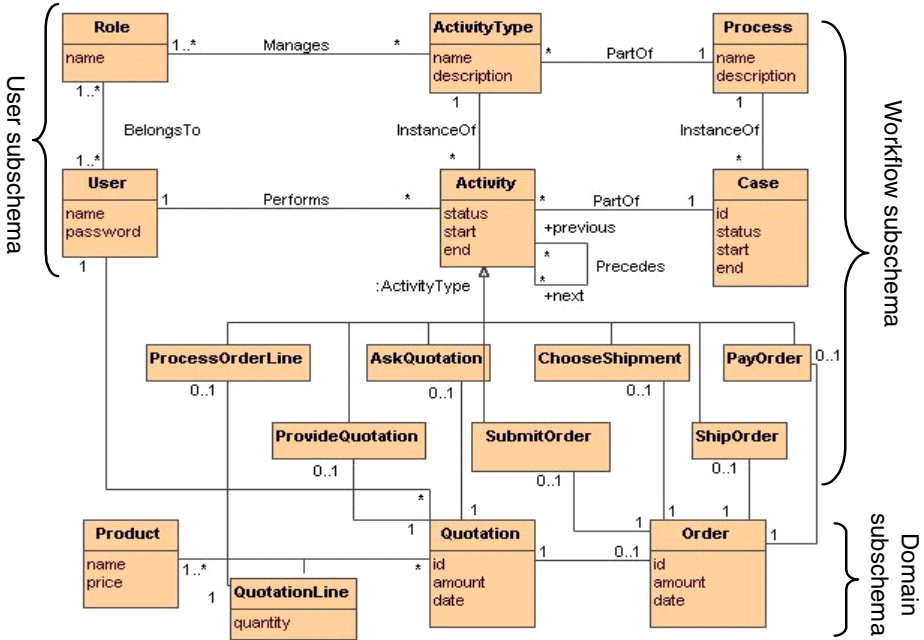 Role
name
1..*
Manages
*
ActivityType
name
description
*
PartOf
1
Process
name
description
1..*
BelongsTo
1..*
1
InstanceOf
*
1
InstanceOf
*
User subschema
User
name
password
1
Performs
*
Activity
status
start
end
*
PartOf
1
Case
id
status
start
end
+previous
*
Precedes
*
+next
1
:ActivityType
Workflow subschema
ProcessOrderLine
0..1
AskQuotation
0..1
ChooseShipment
0..1
PayOrder
0..1
ProvideQuotation
0..1
SubmitOrder
0..1
ShipOrder
0..1
*
1
1
1
1
1
1
Product
name
price
1..*
*
1
QuotationLine
quantity
Quotation
id
amount
date
1
0..1
Order
id
amount
date
Domain
subschema